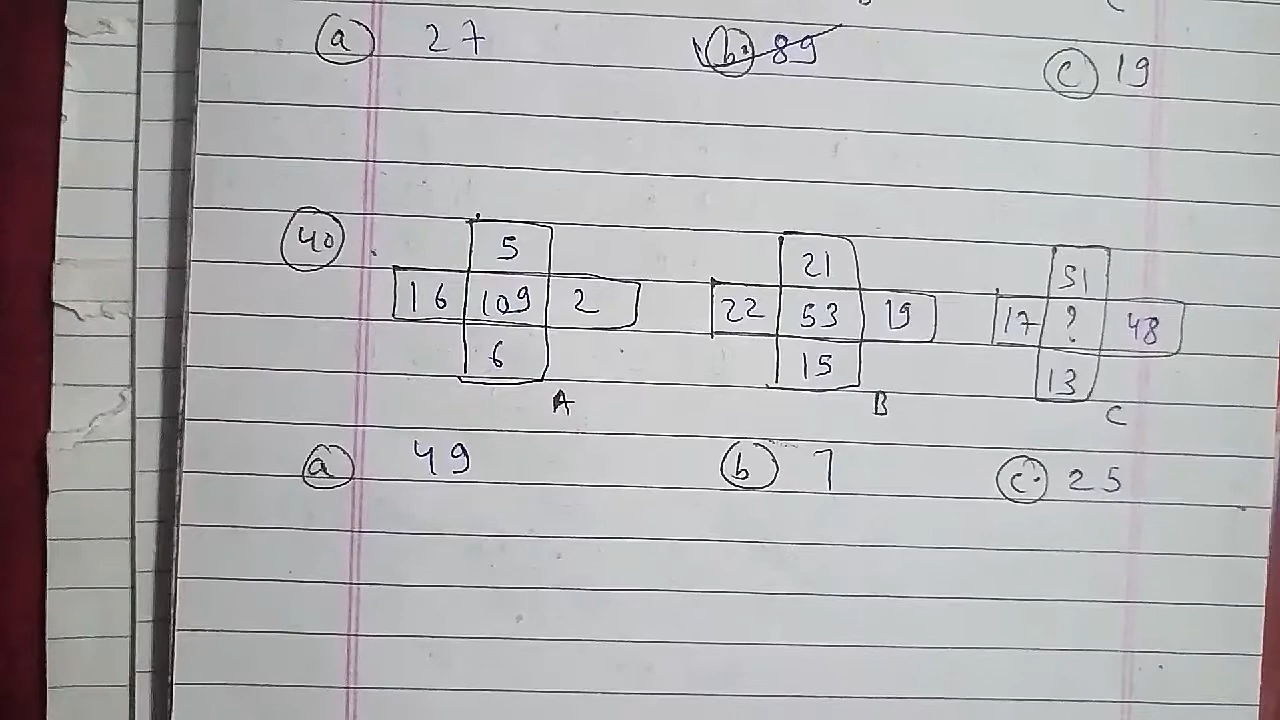 (a) 27 (b) 89 (c) 19
(40) 5 21 51
16 109 2 22 53 19 17 ? 48
6 15 13
A B C
(a) 49 (b) 7 (c) 25